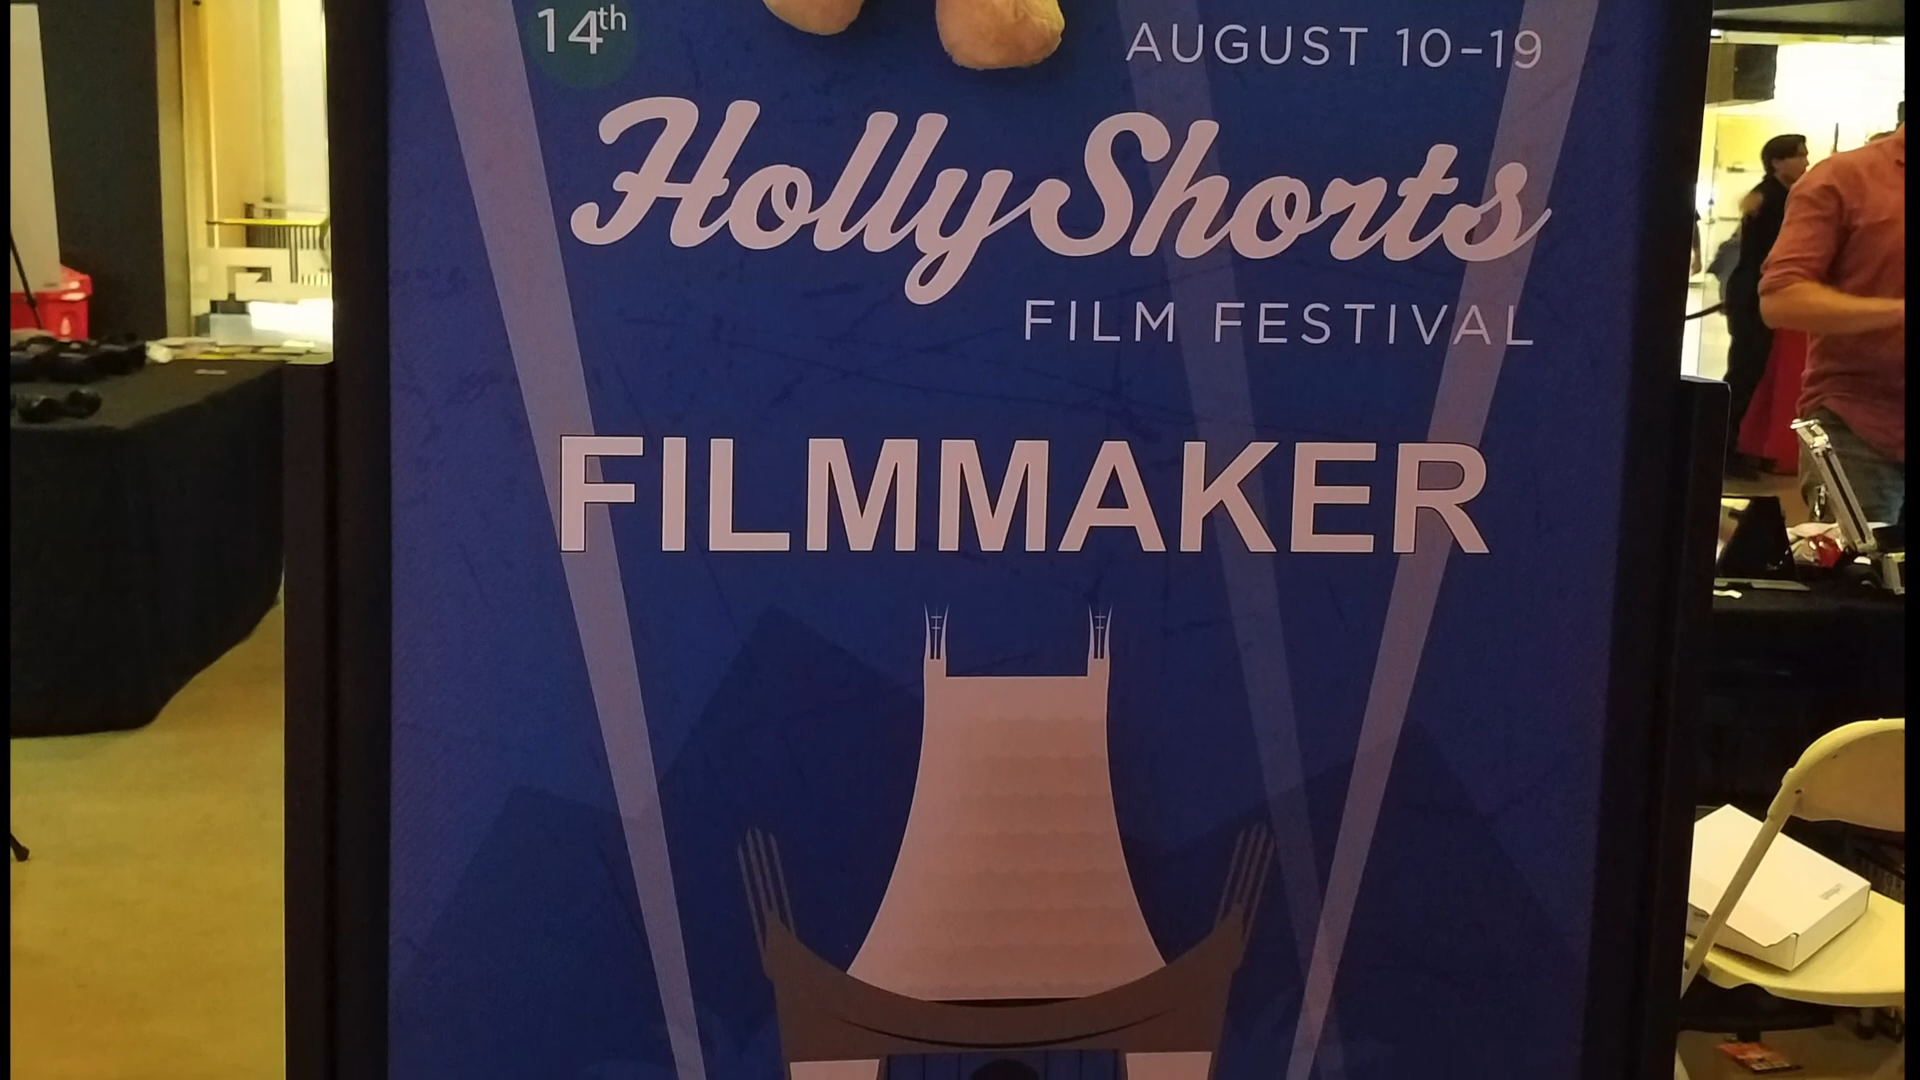 14th
AUGUST 10–19
HollyShorts
FILM FESTIVAL
FILMMAKER